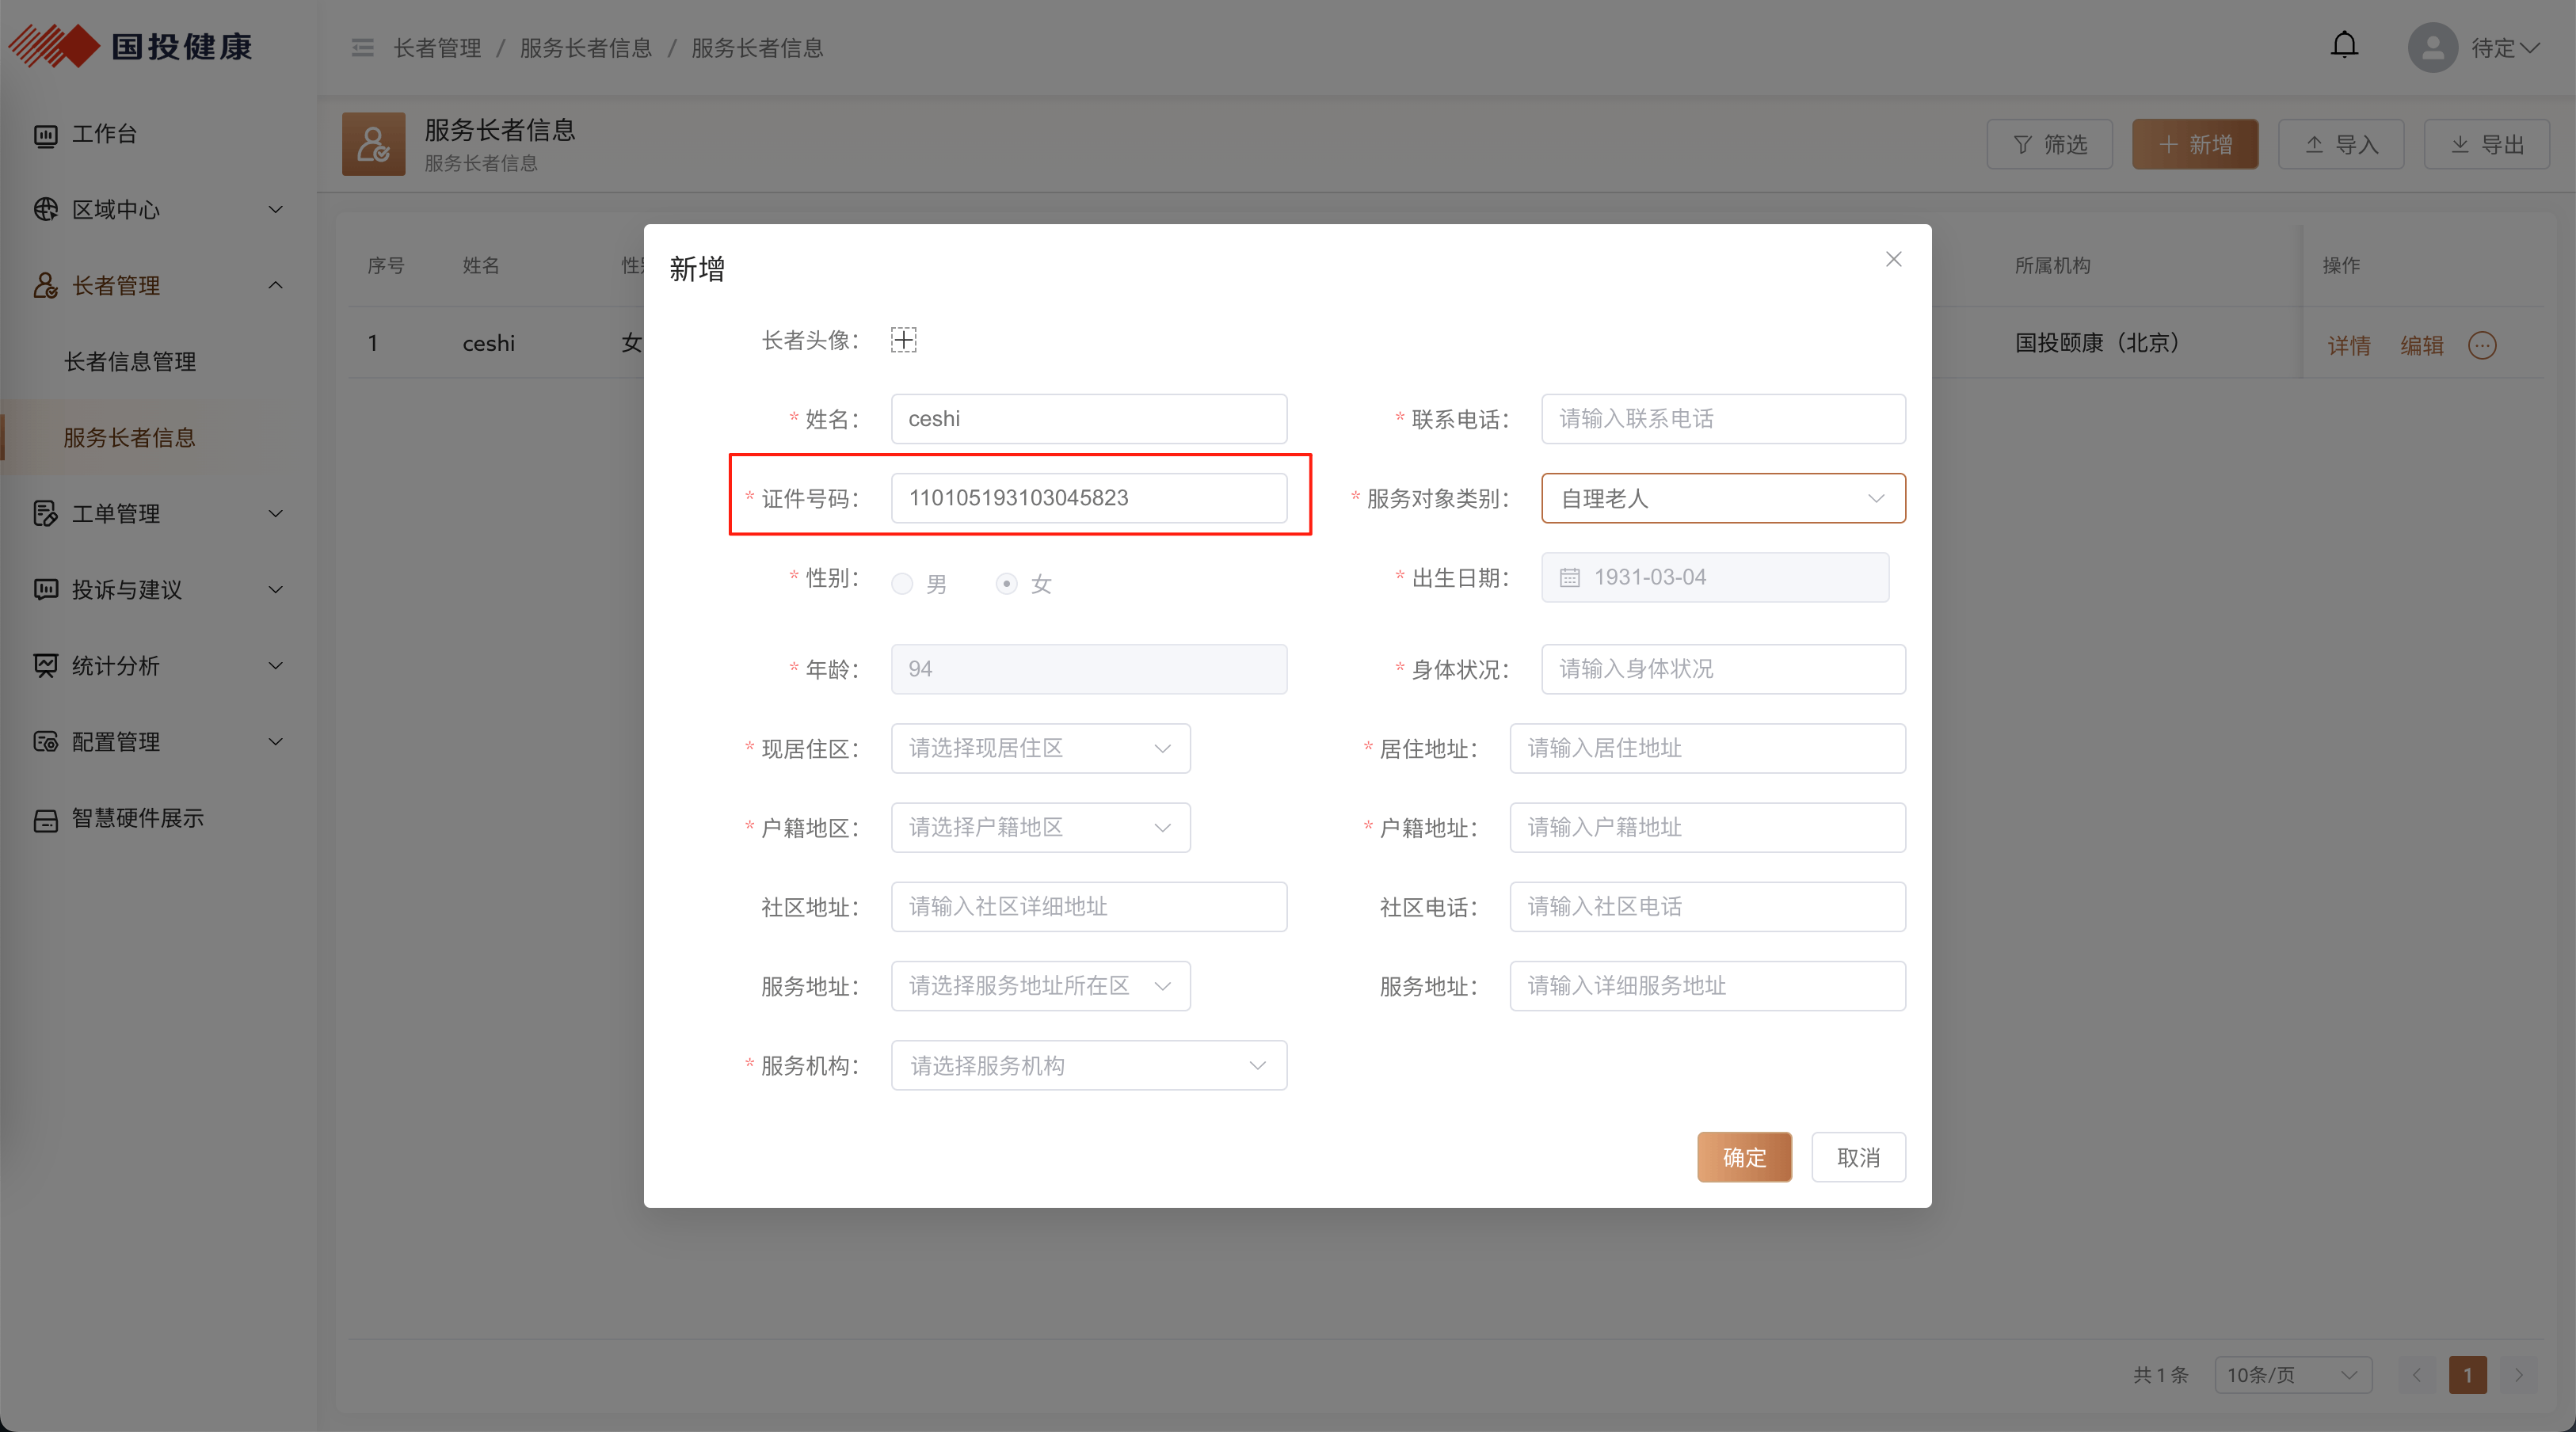 国投健康
长者管理 / 服务长者信息 / 服务长者信息
待定
工作台
区域中心
长者管理
长者信息管理
服务长者信息
工单管理
投诉与建议
统计分析
配置管理
智慧硬件展示
服务长者信息
服务长者信息
筛选
新增
导入
导出
序号 姓名 所属机构 操作
1 ceshi 女 国投颐康（北京） 详情 编辑
新增
长者头像：
* 姓名： ceshi
* 联系电话： 请输入联系电话
* 证件号码： 110105193103045823
* 服务对象类别： 自理老人
* 性别： 男 女
* 出生日期： 1931-03-04
* 年龄： 94
* 身体状况： 请输入身体状况
* 现居住区： 请选择现居住区
* 居住地址： 请输入居住地址
* 户籍地区： 请选择户籍地区
* 户籍地址： 请输入户籍地址
社区地址： 请输入社区详细地址
社区电话： 请输入社区电话
服务地址： 请选择服务地址所在区
服务地址： 请输入详细服务地址
* 服务机构： 请选择服务机构
确定
取消
共 1 条
10条/页
1